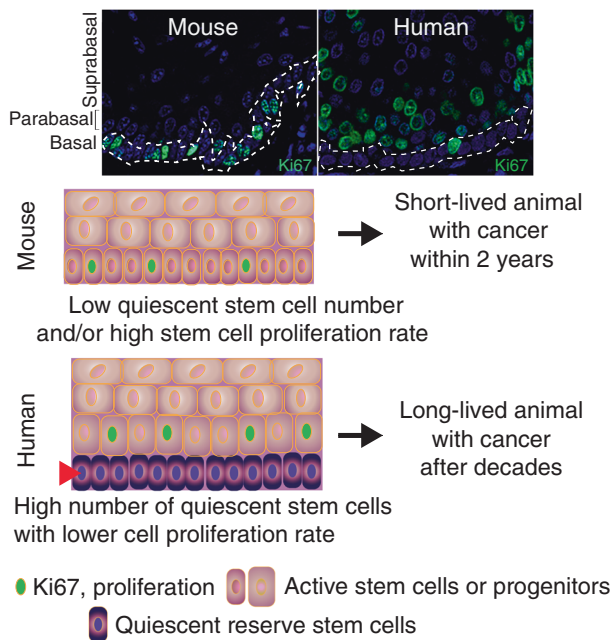 Mouse
Human
Suprabasal
Parabasal
Basal
Ki67
Ki67
Mouse
Short-lived animal
with cancer
within 2 years
Low quiescent stem cell number
and/or high stem cell proliferation rate
Human
Long-lived animal
with cancer
after decades
High number of quiescent stem cells
with lower cell proliferation rate
Ki67, proliferation
Active stem cells or progenitors
Quiescent reserve stem cells